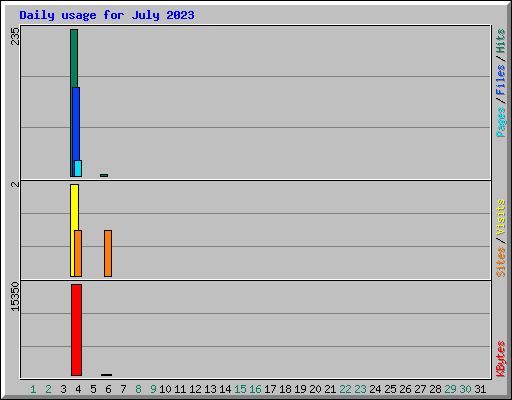 Daily usage for July 2023
235
Pages / Files / Hits
2
Sites / Visits
15350
KBytes
1 2 3 4 5 6 7 8 9 10 11 12 13 14 15 16 17 18 19 20 21 22 23 24 25 26 27 28 29 30 31